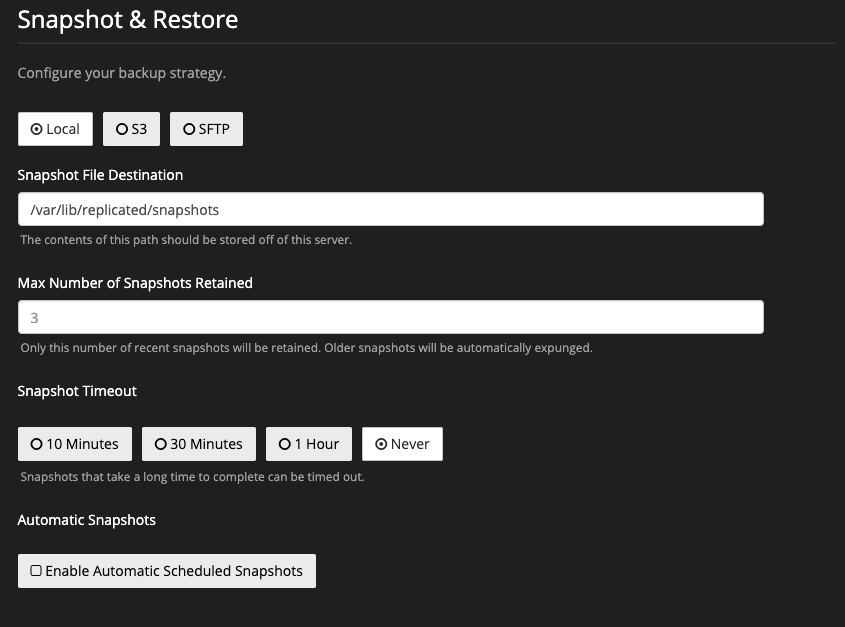 Snapshot & Restore
Configure your backup strategy.
Local S3 SFTP
Snapshot File Destination
/var/lib/replicated/snapshots
The contents of this path should be stored off of this server.
Max Number of Snapshots Retained
3
Only this number of recent snapshots will be retained. Older snapshots will be automatically expunged.
Snapshot Timeout
10 Minutes 30 Minutes 1 Hour Never
Snapshots that take a long time to complete can be timed out.
Automatic Snapshots
Enable Automatic Scheduled Snapshots